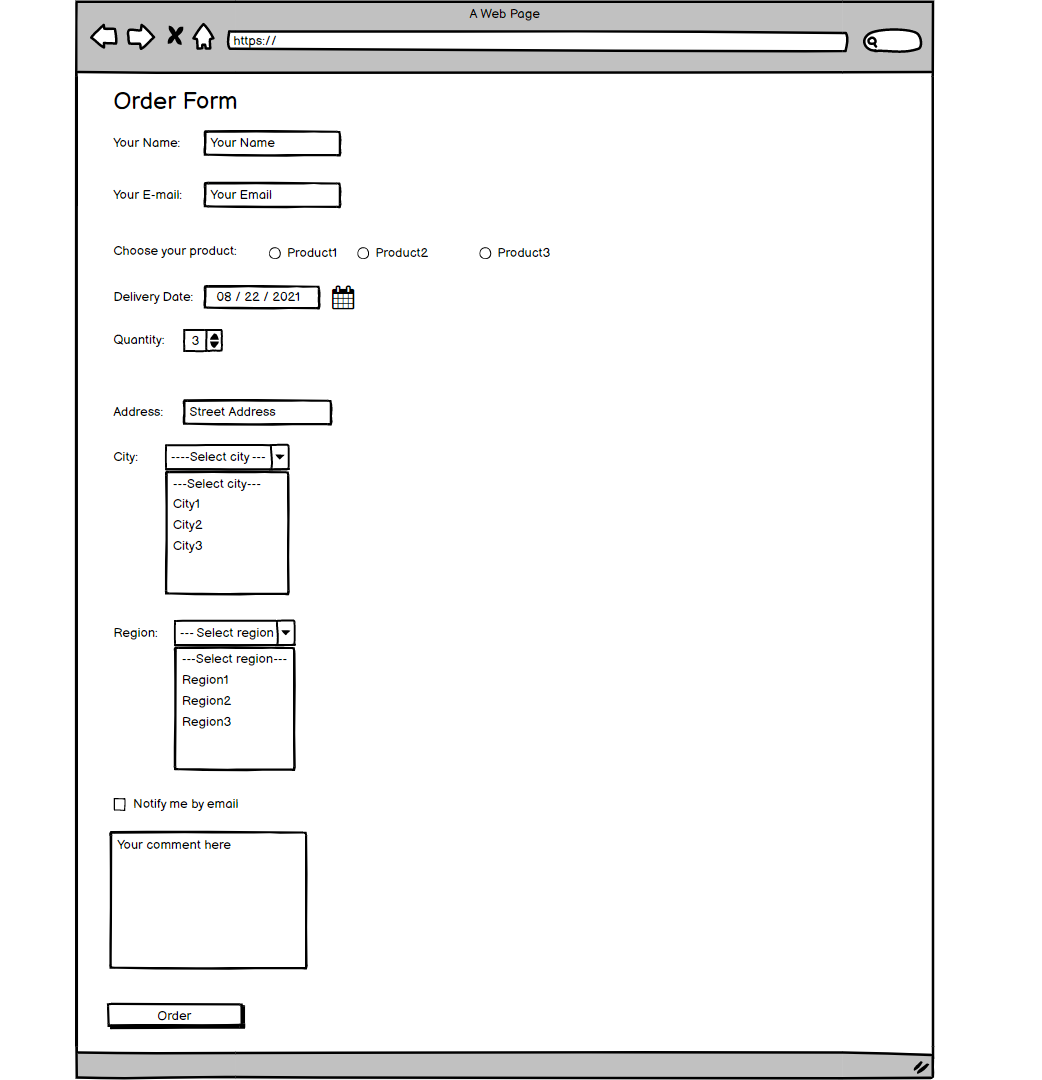 A Web Page
https://
Order Form
Your Name: Your Name
Your E-mail: Your Email
Choose your product: Product1 Product2 Product3
Delivery Date: 08 / 22 / 2021
Quantity: 3
Address: Street Address
City: ----Select city ---
---Select city---
City1
City2
City3
Region: --- Select region
---Select region---
Region1
Region2
Region3
Notify me by email
Your comment here
Order